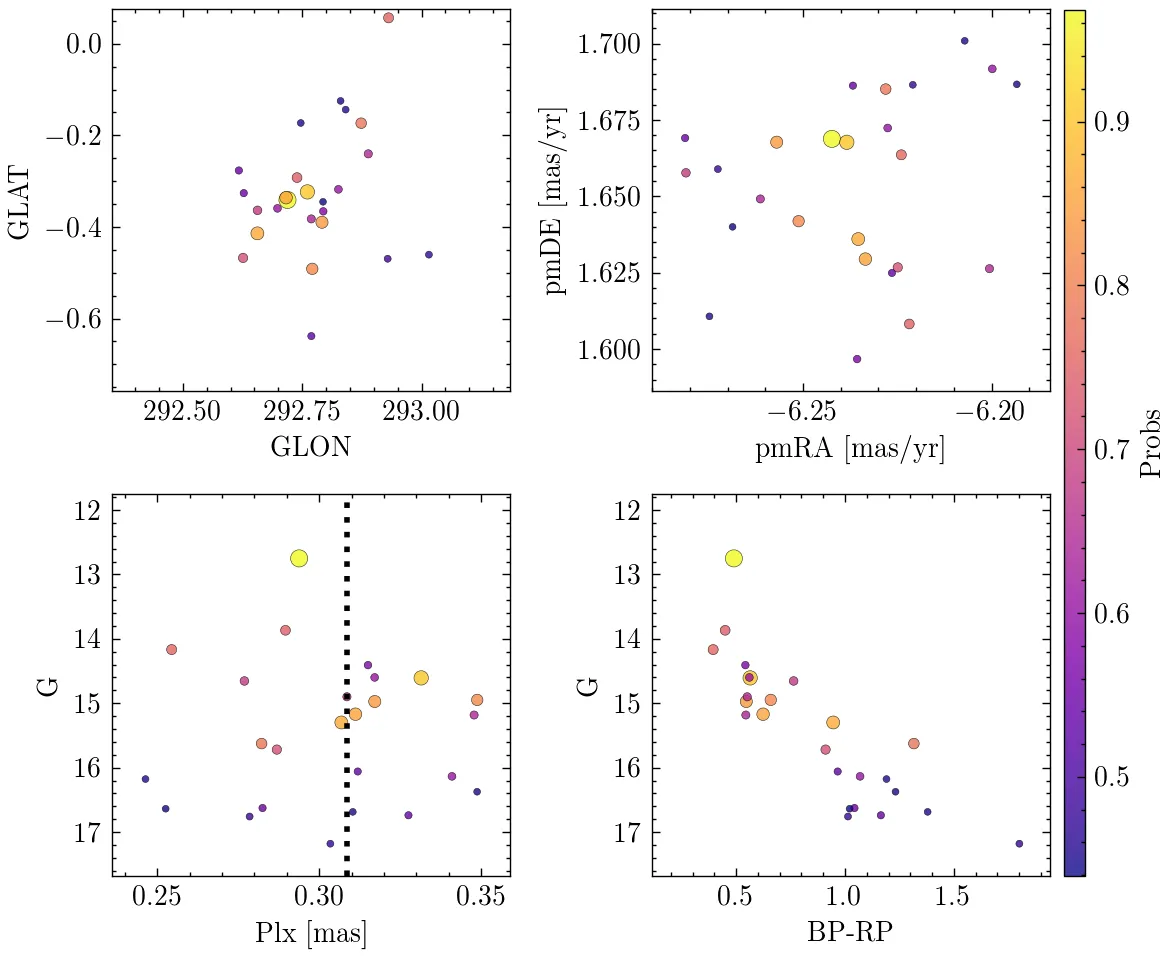 0.0
−0.2
−0.4
−0.6
GLAT
292.50 292.75 293.00
GLON
1.700
1.675
1.650
1.625
1.600
pmDE [mas/yr]
−6.25 −6.20
pmRA [mas/yr]
0.9
0.8
0.7
0.6
0.5
Probs
12
13
14
15
16
17
G
0.25 0.30 0.35
Plx [mas]
12
13
14
15
16
17
G
0.5 1.0 1.5
BP-RP